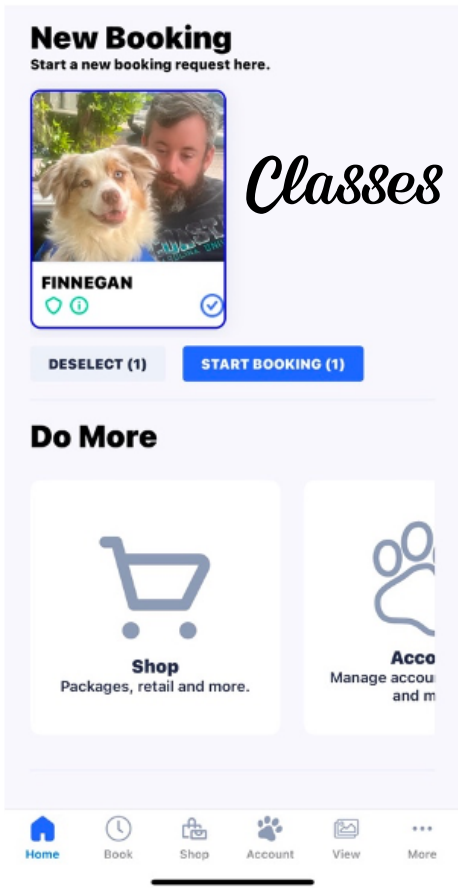 New Booking
Start a new booking request here.
Classes
FINNEGAN
DESELECT (1)
START BOOKING (1)
Do More
Shop
Packages, retail and more.
Acco
Manage accou
and m
Home
Book
Shop
Account
View
More